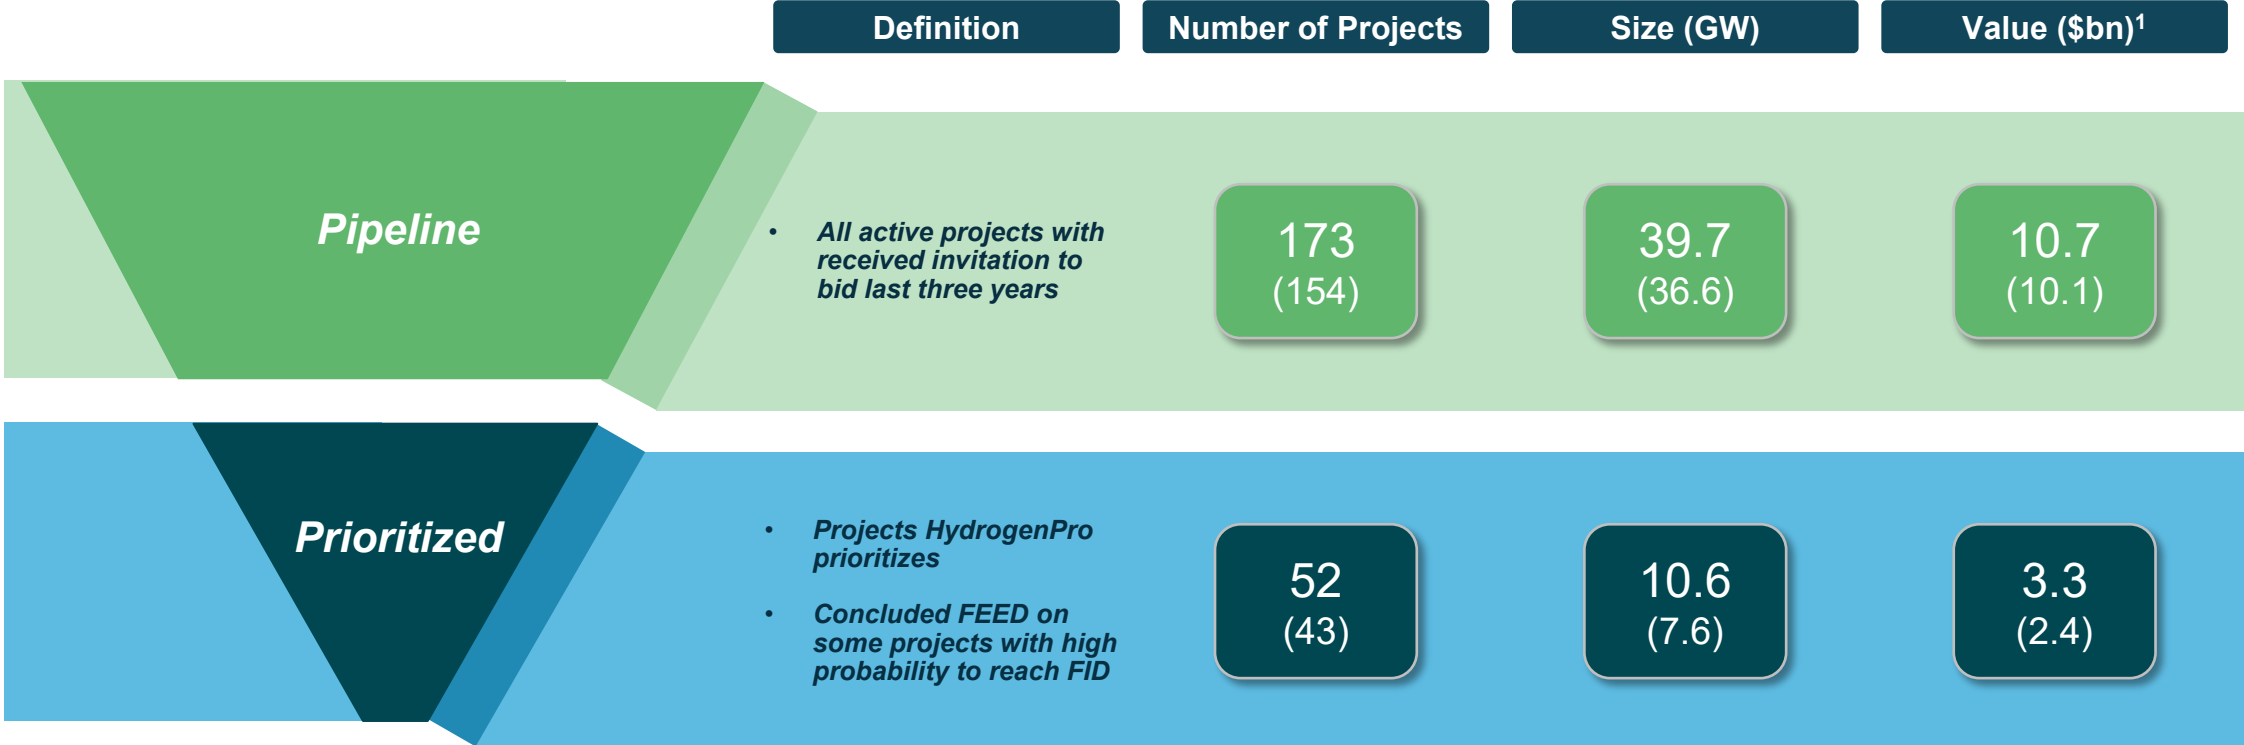 Definition
Number of Projects
Size (GW)
Value ($bn)¹
Pipeline
• All active projects with
received invitation to
bid last three years
173
(154)
39.7
(36.6)
10.7
(10.1)
Prioritized
• Projects HydrogenPro
prioritizes
• Concluded FEED on
some projects with high
probability to reach FID
52
(43)
10.6
(7.6)
3.3
(2.4)